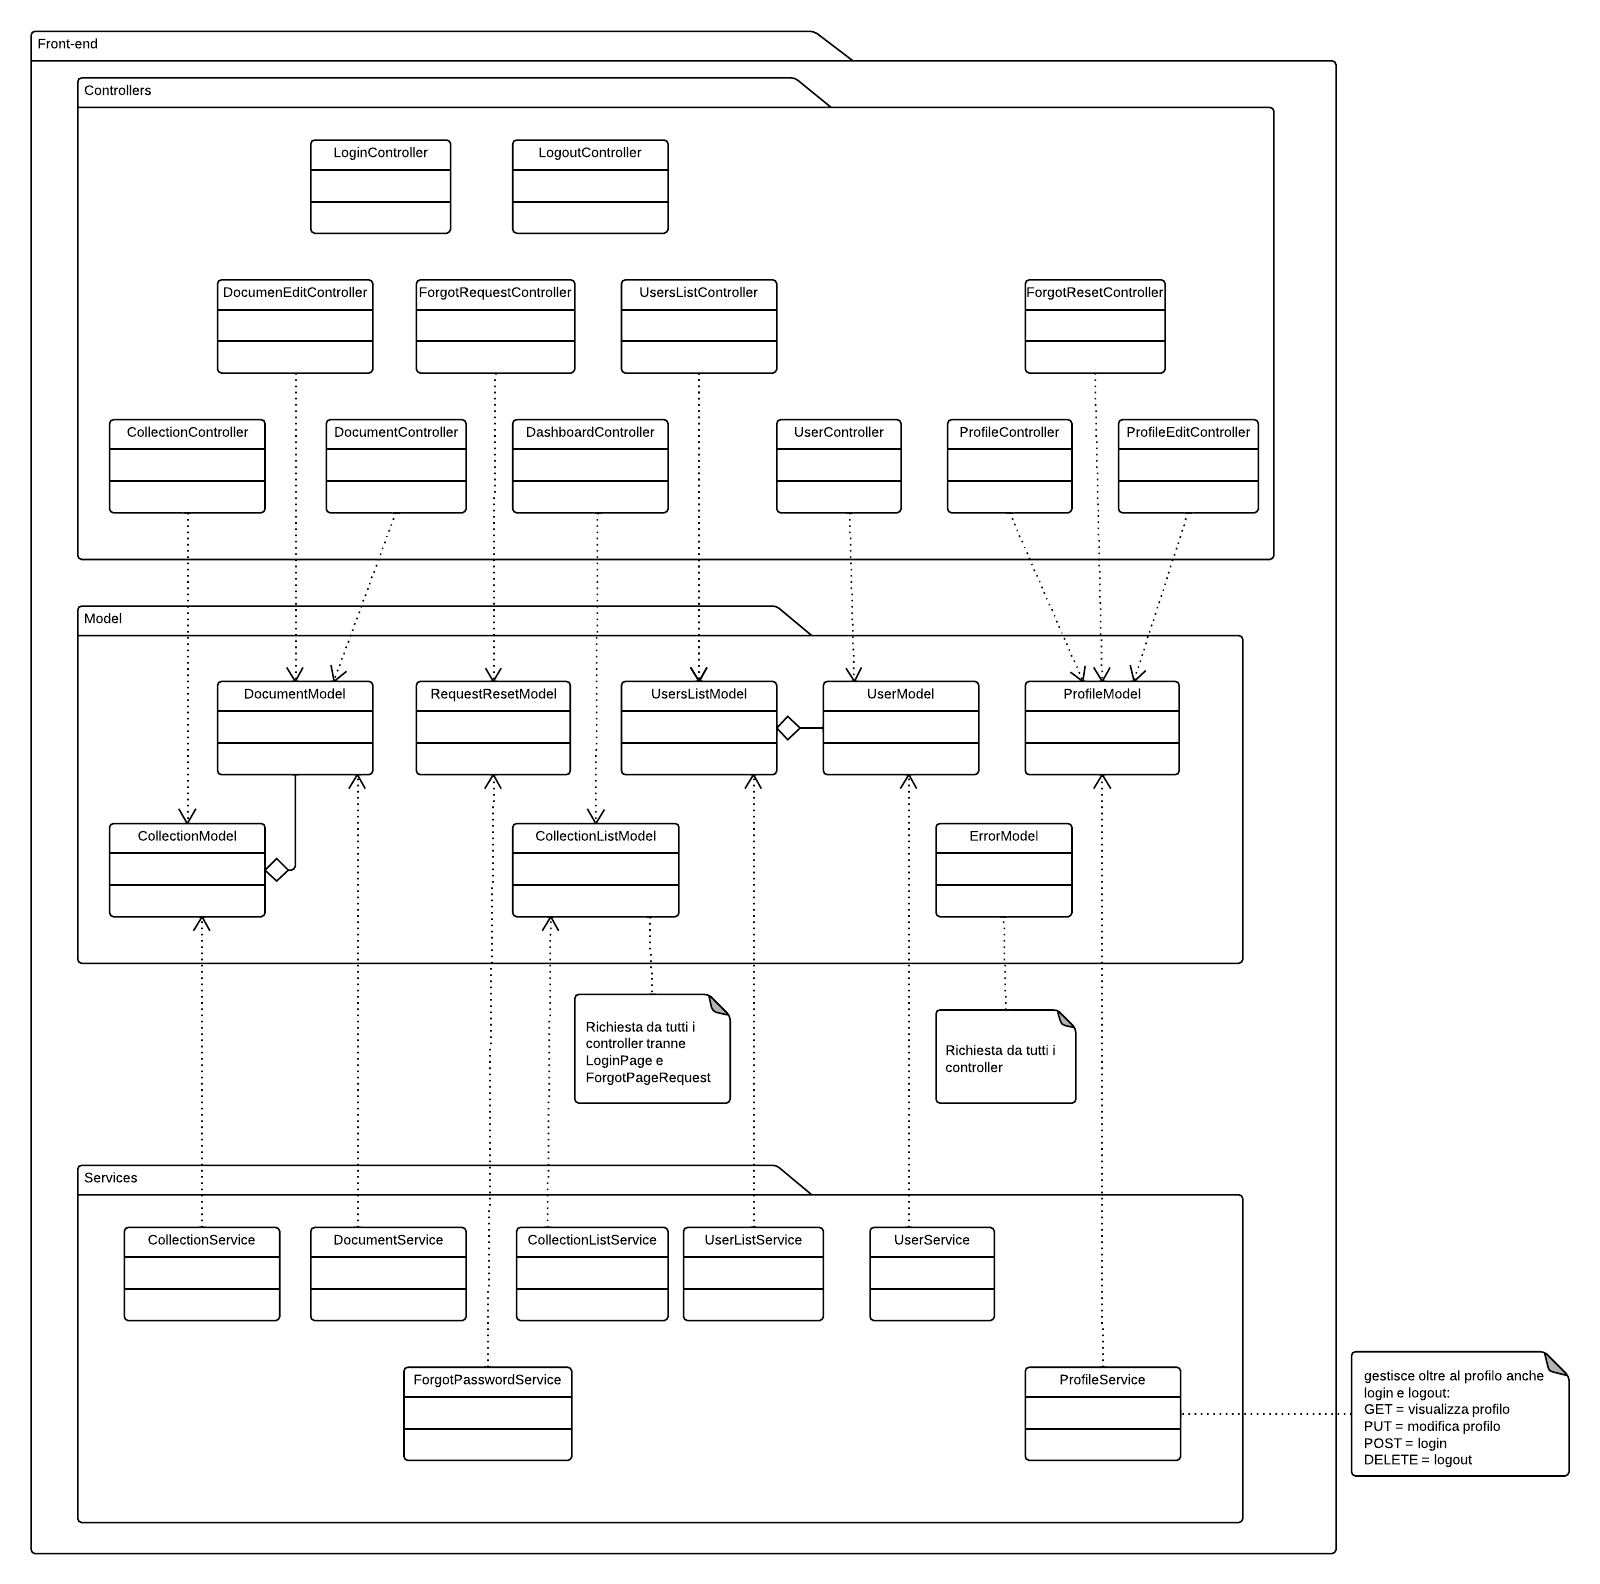 Front-end
Controllers
LoginController
LogoutController
DocumenEditController
ForgotRequestController
UsersListController
ForgotResetController
CollectionController
DocumentController
DashboardController
UserController
ProfileController
ProfileEditController
Model
DocumentModel
RequestResetModel
UsersListModel
UserModel
ProfileModel
CollectionModel
CollectionListModel
ErrorModel
Richiesta da tutti i
controller tranne
LoginPage e
ForgotPageRequest
Richiesta da tutti i
controller
Services
CollectionService
DocumentService
CollectionListService
UserListService
UserService
ForgotPasswordService
ProfileService
gestisce oltre al profilo anche
login e logout:
GET = visualizza profilo
PUT = modifica profilo
POST = login
DELETE = logout